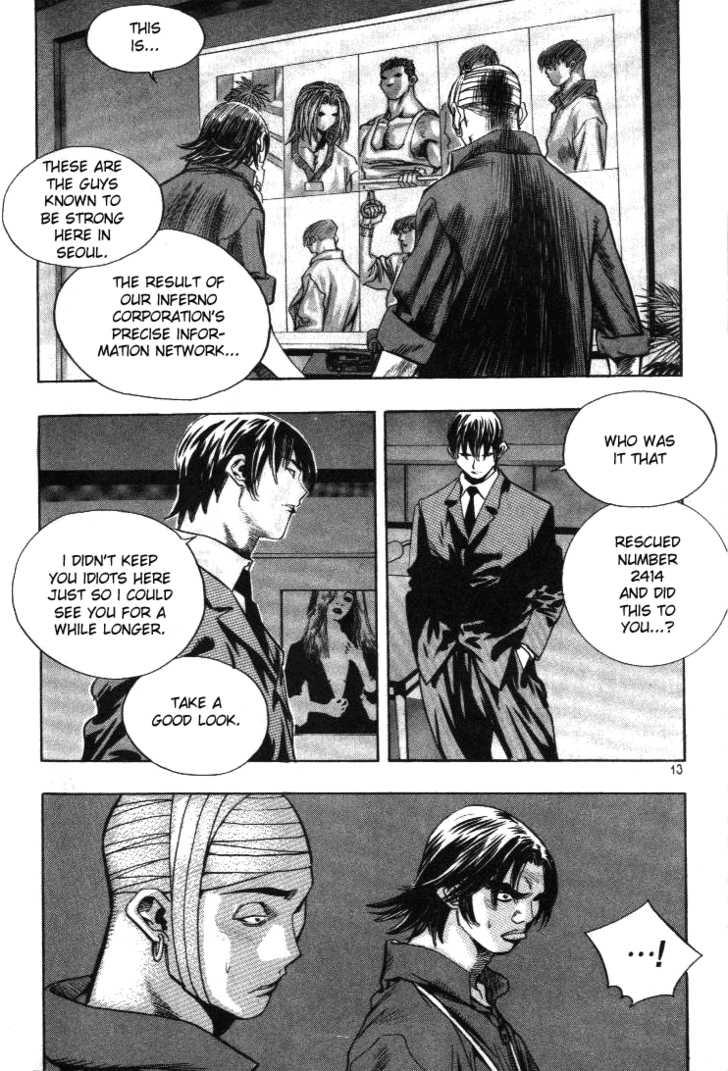 THIS
IS...
THESE ARE
THE GUYS
KNOWN TO
BE STRONG
HERE IN
SEOUL.
THE RESULT OF
OUR INFERNO
CORPORATION'S
PRECISE INFOR-
MATION NETWORK...
I DIDN'T KEEP
YOU IDIOTS HERE
JUST SO I COULD
SEE YOU FOR A
WHILE LONGER.
TAKE A
GOOD LOOK.
WHO WAS
IT THAT
RESCUED
NUMBER
2414
AND DID
THIS TO
YOU...?
13
...!